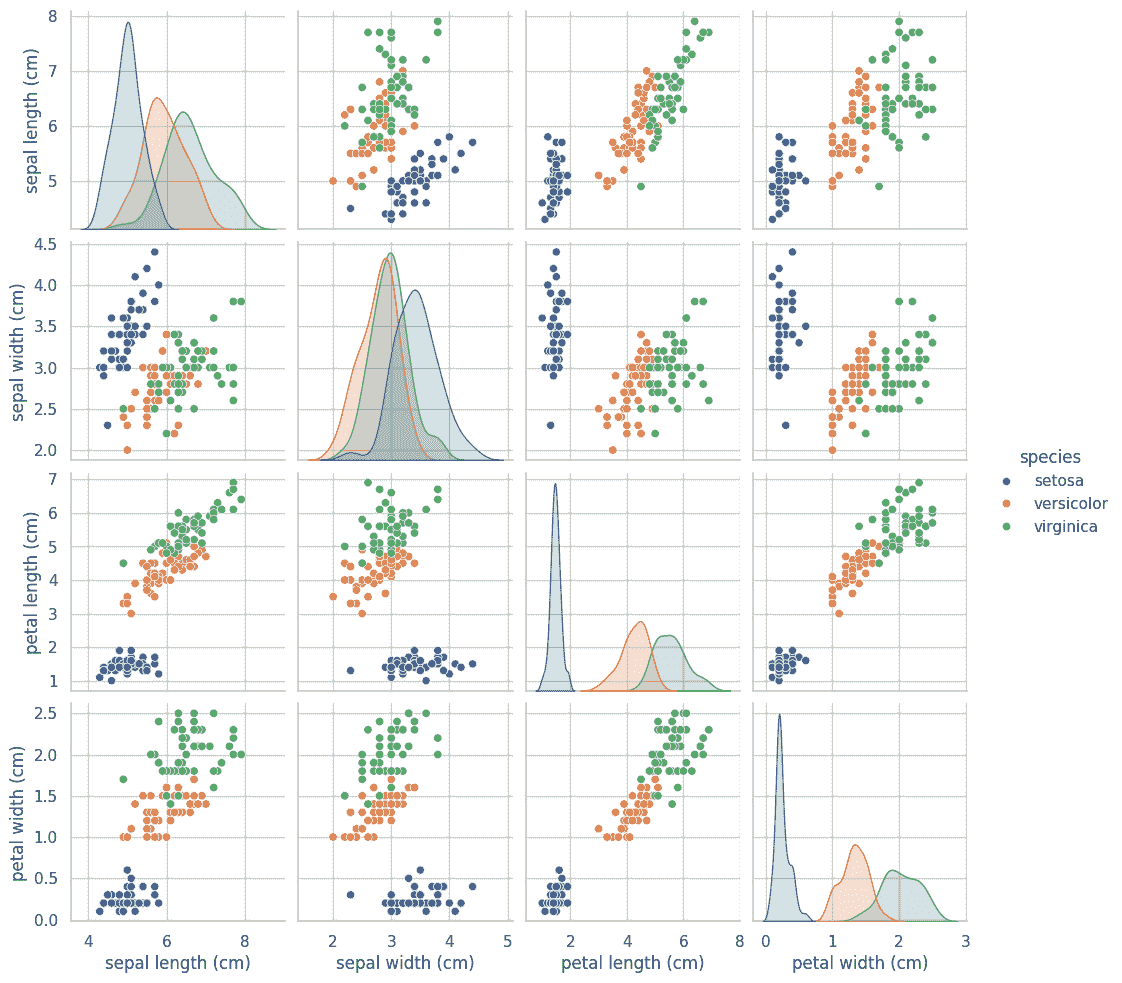 8
7
6
5
sepal length (cm)
4.5
4.0
3.5
3.0
2.5
2.0
sepal width (cm)
species
setosa
versicolor
virginica
7
6
5
4
3
2
1
petal length (cm)
2.5
2.0
1.5
1.0
0.5
0.0
petal width (cm)
4 6 8
2 3 4 5
2 4 6 8
0 1 2 3
sepal length (cm)
sepal width (cm)
petal length (cm)
petal width (cm)